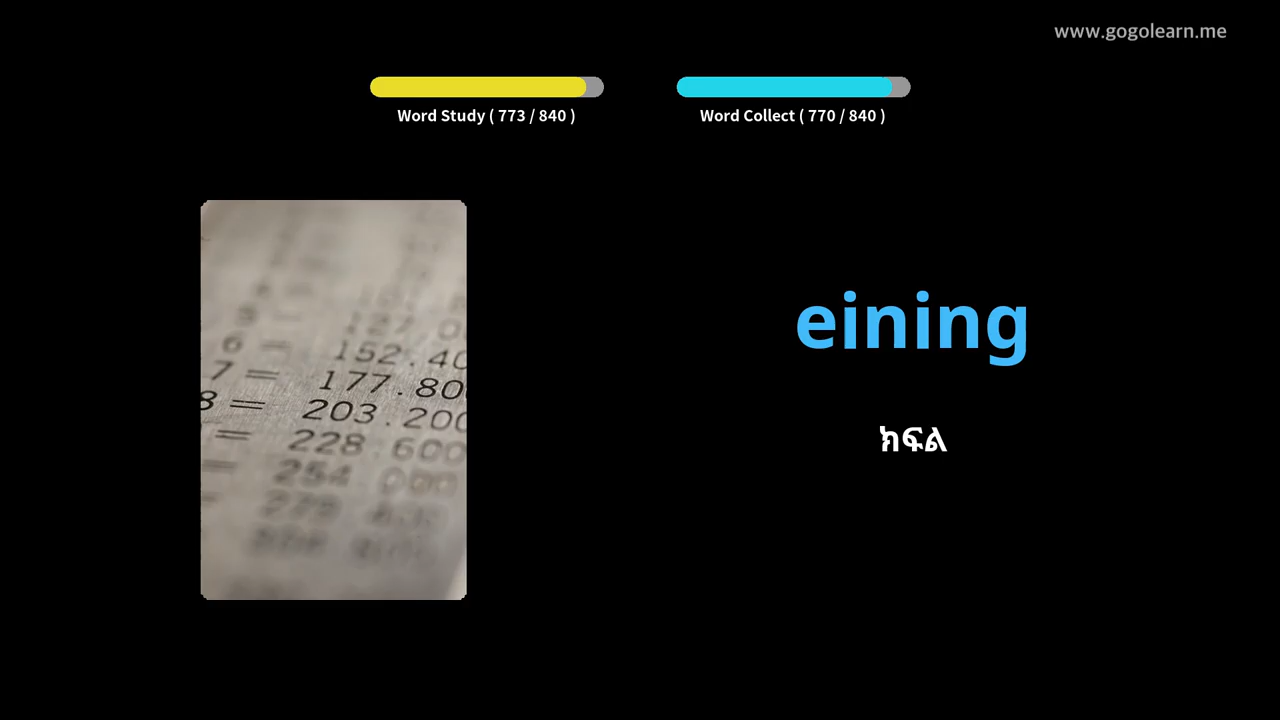 www.gogolearn.me
Word Study ( 773 / 840 )
Word Collect ( 770 / 840 )
6 =
152.40
7 = 177.80
8 = 203.200
= 228.600
254
eining
ክፍል